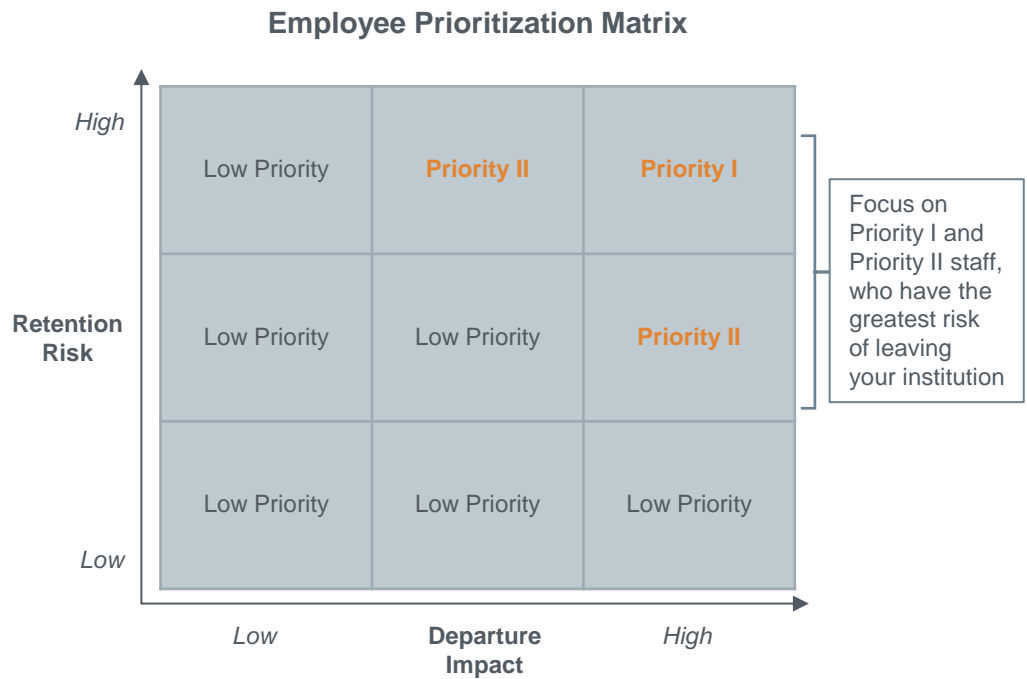 Employee Prioritization Matrix
High
Low Priority
Priority II
Priority I
Focus on
Priority I and
Priority II staff,
who have the
greatest risk
of leaving
your institution
Retention
Risk
Low Priority
Low Priority
Priority II
Low Priority
Low Priority
Low Priority
Low
Low
Departure
Impact
High